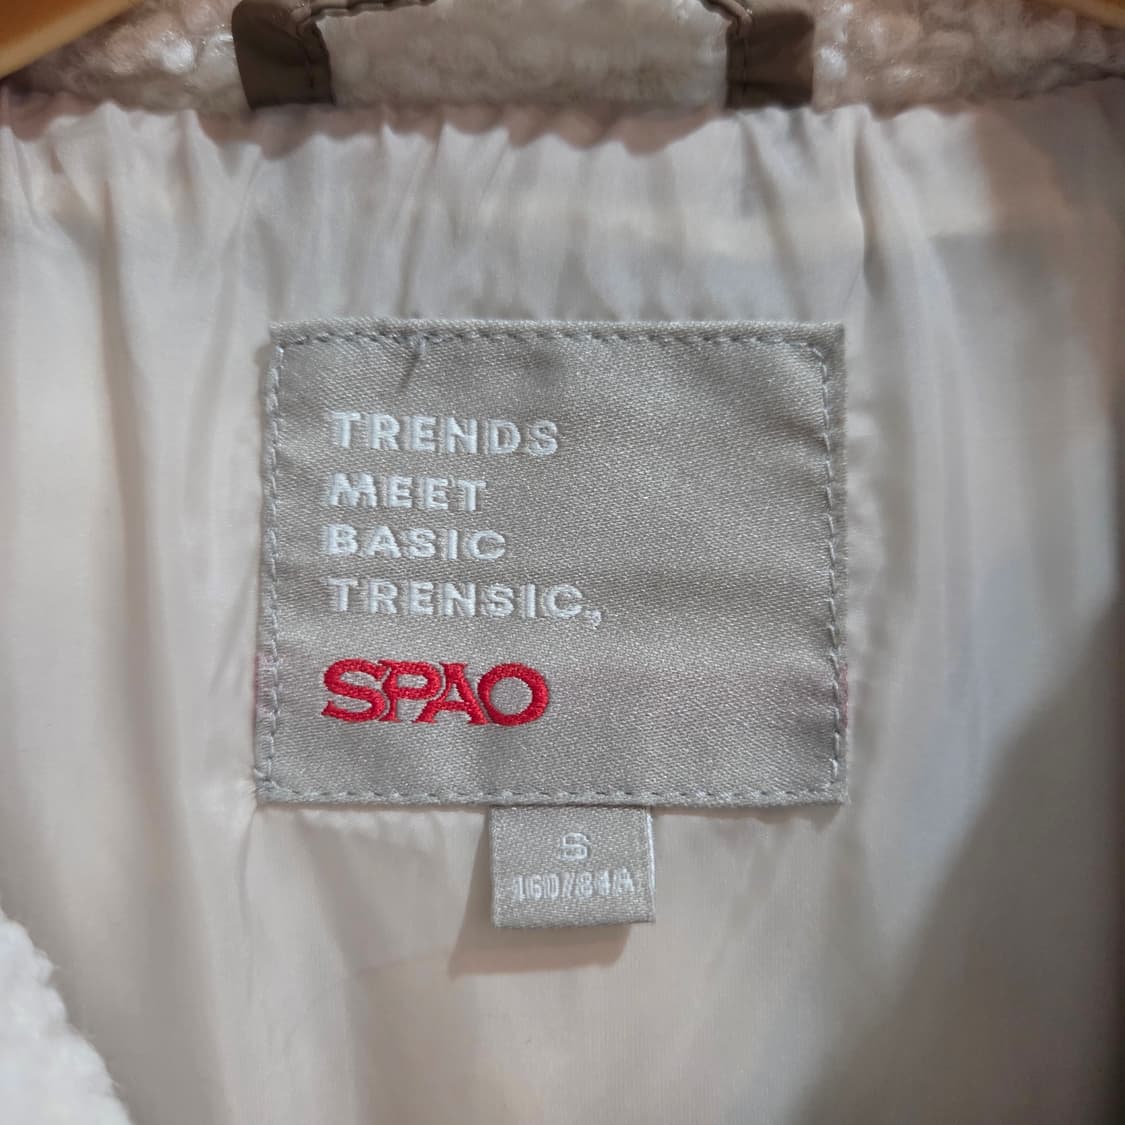 TRENDS
MEET
BASIC
TRENSIC,
SPAO
S
160/84A